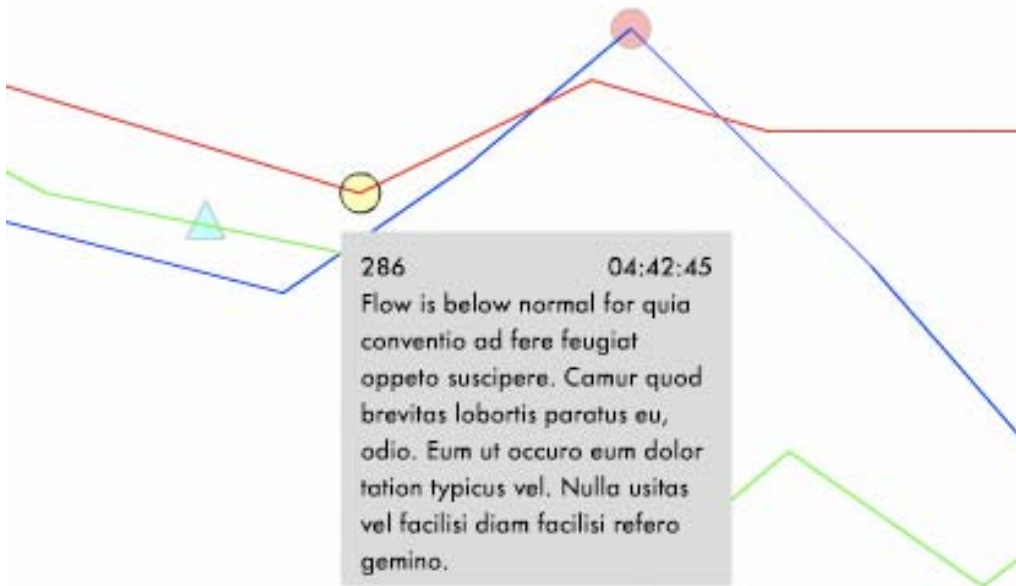 286 04:42:45
Flow is below normal for quia
conventio ad fere feugiat
oppeto suscipere. Camur quod
brevitas lobortis paratus eu,
odio. Eum ut occuro eum dolor
tation typicus vel. Nulla usitas
vel facilisi diam facilisi refero
gemino.